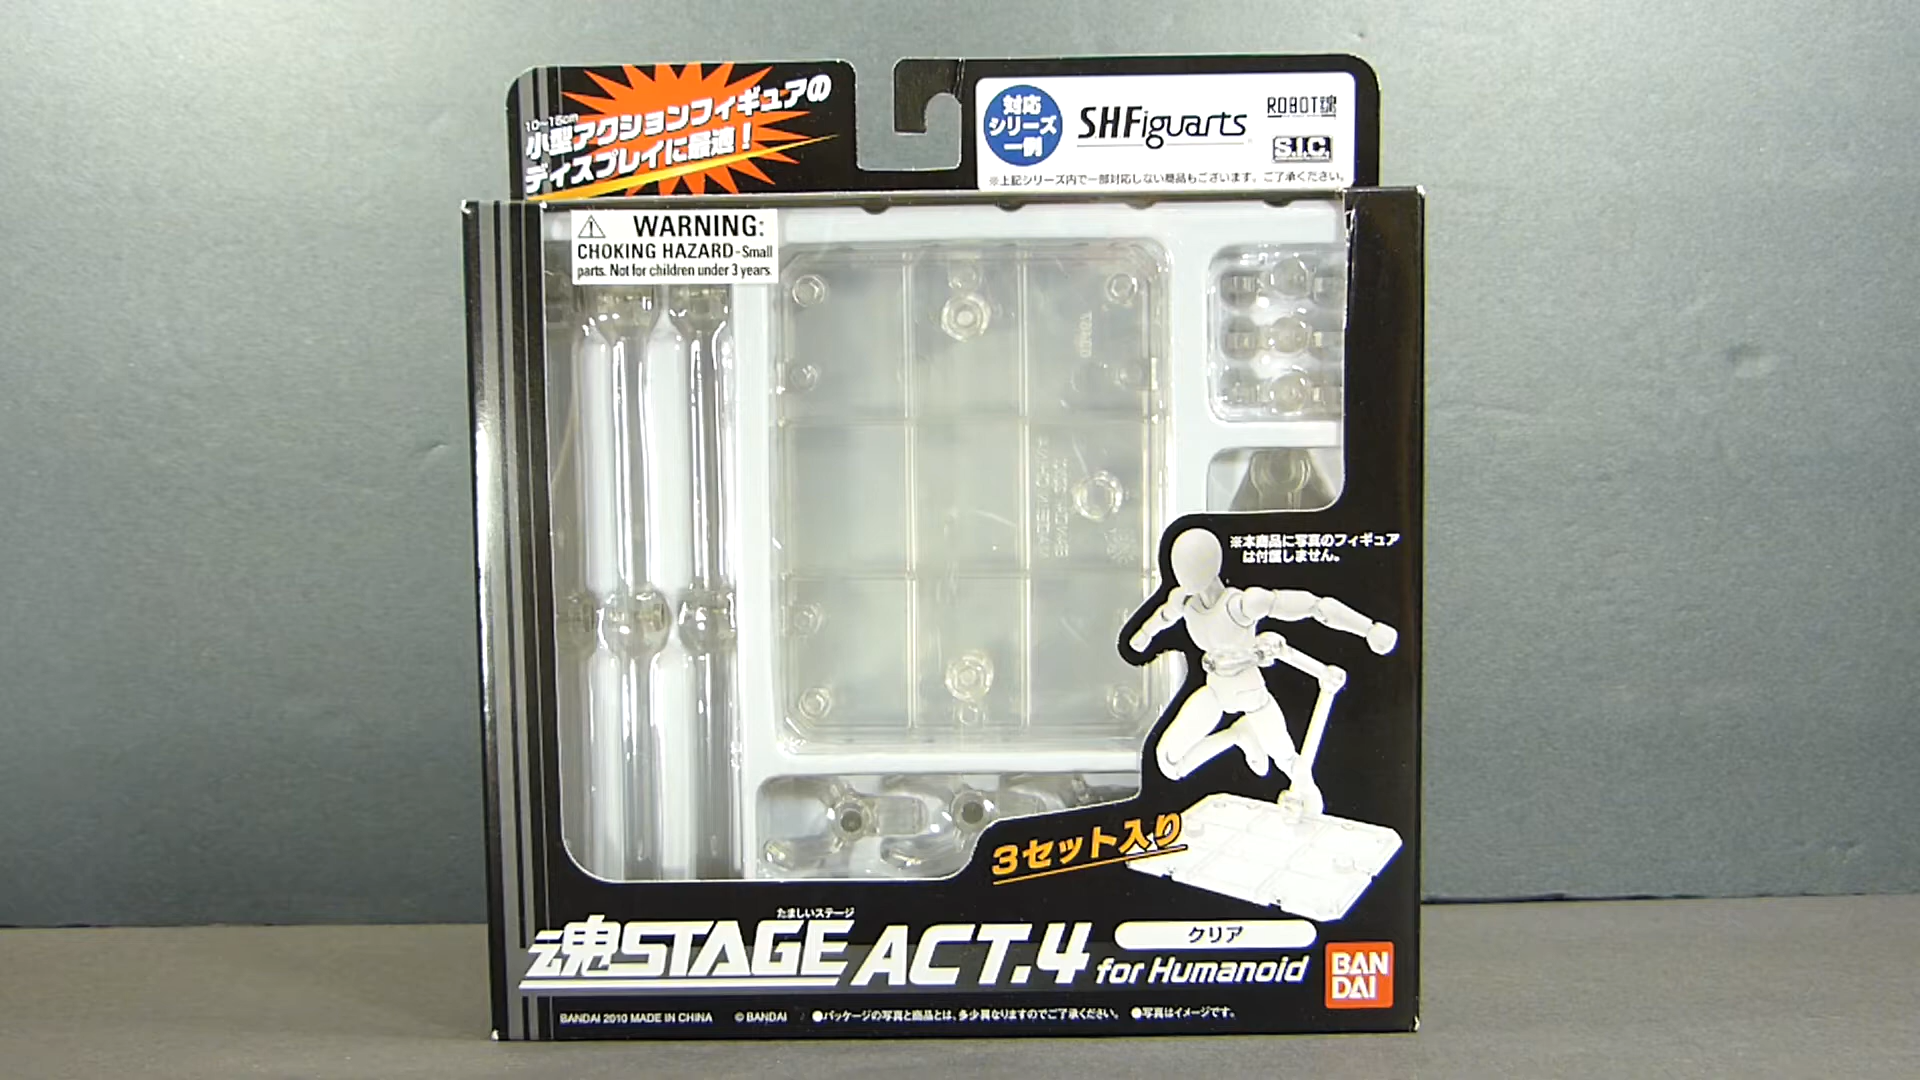 10~15cm
小型アクションフィギュアの
ディスプレイに最適！
対応
シリーズ
一例
SHFiguarts
ROBOT魂
S.I.C.
※上記シリーズ内で一部対応しない商品もございます。ご了承ください。
WARNING:
CHOKING HAZARD-Small
parts. Not for children under 3 years.
※本商品に写真のフィギュア
は付属しません。
3セット入り
たましいステージ
魂STAGE ACT.4
クリア
for Humanoid
BAN
DAI
BANDAI 2010 MADE IN CHINA © BANDAI ●パッケージの写真と商品とは、多少異なりますのでご了承ください。 ●写真はイメージです。